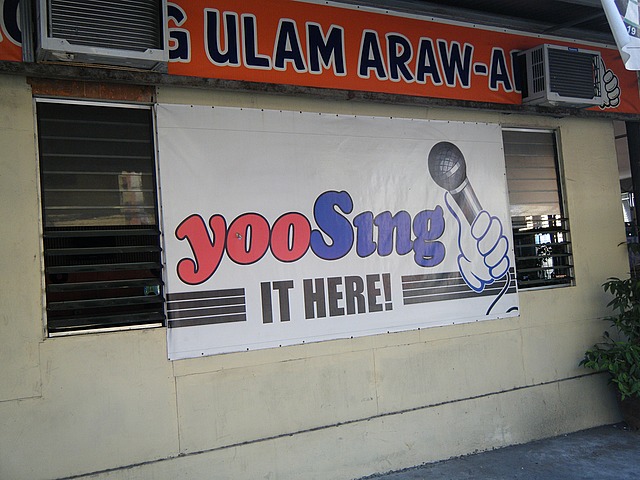 G ULAM ARAW-A
yooSing
IT HERE!